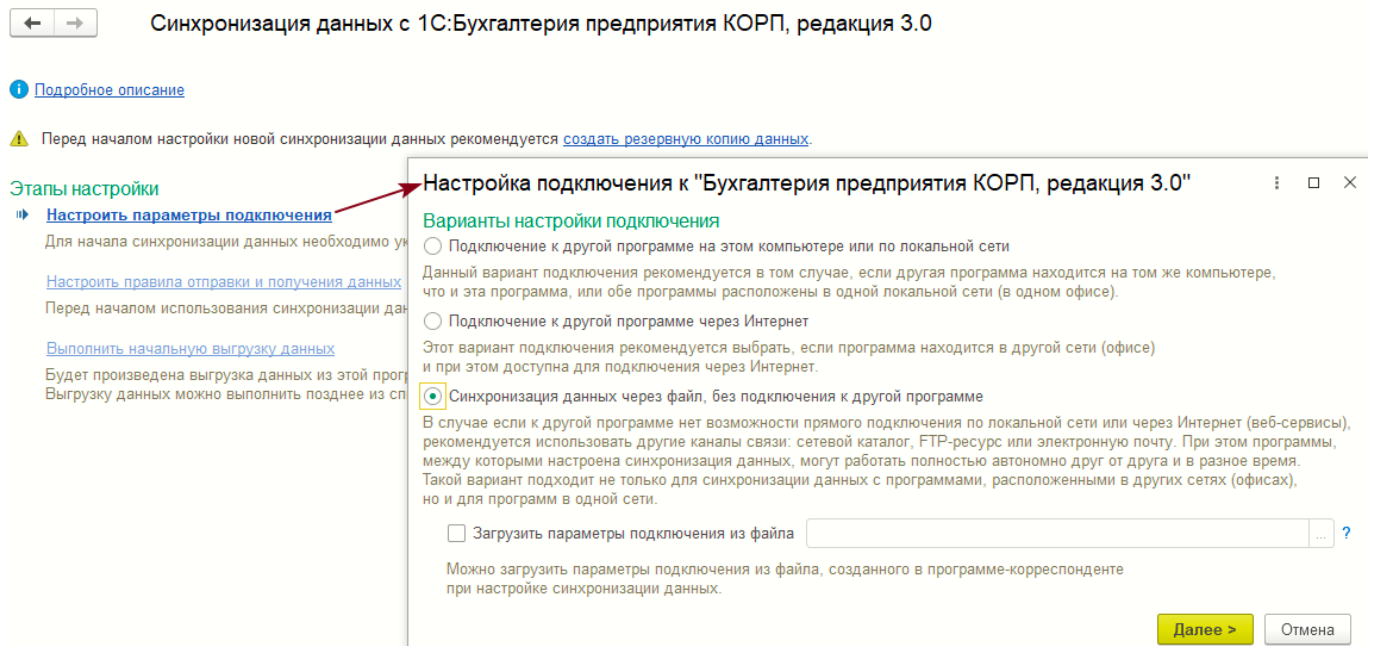 Синхронизация данных с 1С:Бухгалтерия предприятия КОРП, редакция 3.0
Подробное описание
Перед началом настройки новой синхронизации данных рекомендуется создать резервную копию данных.
Этапы настройки
Настроить параметры подключения
Для начала синхронизации данных необходимо
Настроить правила отправки и получения данных
Перед началом использования синхронизации
Выполнить начальную выгрузку данных
Будет произведена выгрузка данных из этой
Выгрузку данных можно выполнить позднее из
Настройка подключения к "Бухгалтерия предприятия КОРП, редакция 3.0"
Варианты настройки подключения
Подключение к другой программе на этом компьютере или по локальной сети
Данный вариант подключения рекомендуется в том случае, если другая программа находится на том же компьютере,
что и эта программа, или обе программы расположены в одной локальной сети (в одном офисе).
Подключение к другой программе через Интернет
Этот вариант подключения рекомендуется выбрать, если программа находится в другой сети (офисе)
и при этом доступна для подключения через Интернет.
Синхронизация данных через файл, без подключения к другой программе
В случае если к другой программе нет возможности прямого подключения по локальной сети или через Интернет (веб-сервисы),
рекомендуется использовать другие каналы связи: сетевой каталог, FTP-ресурс или электронную почту. При этом программы,
между которыми настроена синхронизация данных, могут работать полностью автономно друг от друга и в разное время.
Такой вариант подходит не только для синхронизации данных с программами, расположенными в других сетях (офисах),
но и для программ в одной сети.
Загрузить параметры подключения из файла ... ?
Можно загрузить параметры подключения из файла, созданного в программе-корреспонденте
при настройке синхронизации данных.
Далее > Отмена